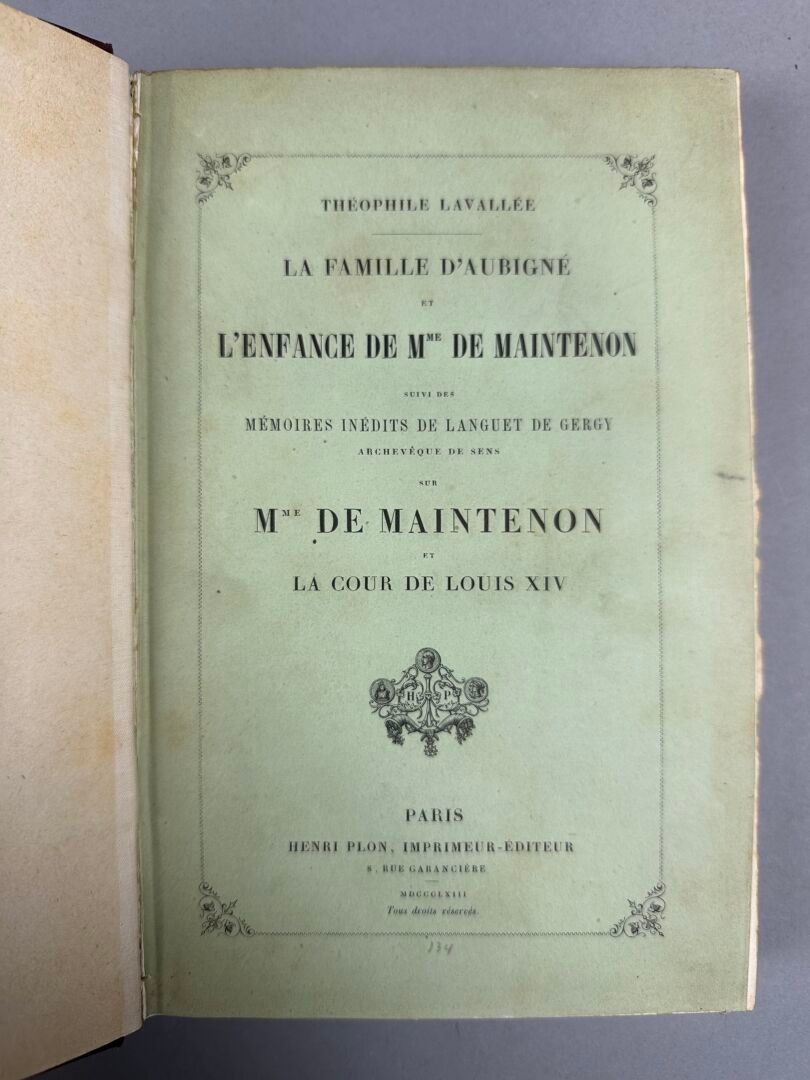 THÉOPHILE LAVALLÉE
LA FAMILLE D'AUBIGNÉ
ET
L'ENFANCE DE MME DE MAINTENON
SUIVI DES
MÉMOIRES INÉDITS DE LANGUET DE GERGY
ARCHEVÊQUE DE SENS
SUR
MME DE MAINTENON
ET
LA COUR DE LOUIS XIV
H P
PARIS
HENRI PLON, IMPRIMEUR-ÉDITEUR
8, RUE GARANCIÈRE
MDCCCLXIII
Tous droits réservés.
134